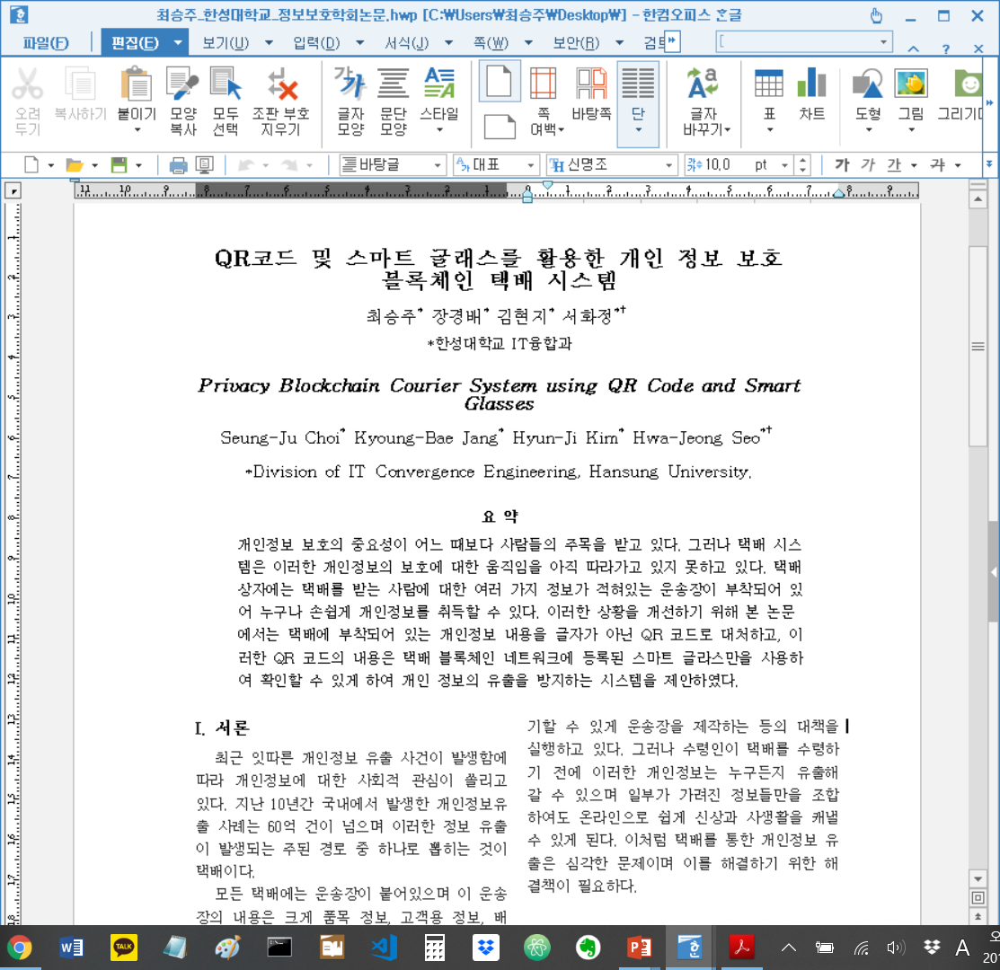 최승주_한성대학교_정보보호학회논문.hwp [C:₩Users₩최승주₩Desktop₩] - 한컴오피스 한글
파일(F) 편집(E) 보기(U) 입력(D) 서식(J) 쪽(W) 보안(R) 검토
오려 두기 복사하기 붙이기 모양 복사 모두 선택 조판 부호 지우기 글자 모양 문단 모양 스타일 쪽 여백 바탕쪽 단 글자 바꾸기 표 차트 도형 그림 그리기
바탕글 대표 신명조 10.0 pt 가 가 가 가
11 10 9 8 7 6 5 4 3 2 1 0 1 2 3 4 5 6 7 8 9
QR코드 및 스마트 글래스를 활용한 개인 정보 보호
블록체인 택배 시스템
최승주* 장경배* 김현지* 서화정*†
*한성대학교 IT융합과
Privacy Blockchain Courier System using QR Code and Smart
Glasses
Seung-Ju Choi* Kyoung-Bae Jang* Hyun-Ji Kim* Hwa-Jeong Seo*†
*Division of IT Convergence Engineering, Hansung University.
요 약
개인정보 보호의 중요성이 어느 때보다 사람들의 주목을 받고 있다. 그러나 택배 시스
템은 이러한 개인정보의 보호에 대한 움직임을 아직 따라가고 있지 못하고 있다. 택배
상자에는 택배를 받는 사람에 대한 여러 가지 정보가 적혀있는 운송장이 부착되어 있
어 누구나 손쉽게 개인정보를 취득할 수 있다. 이러한 상황을 개선하기 위해 본 논문
에서는 택배에 부착되어 있는 개인정보 내용을 글자가 아닌 QR 코드로 대처하고, 이
러한 QR 코드의 내용은 택배 블록체인 네트워크에 등록된 스마트 글라스만을 사용하
여 확인할 수 있게 하여 개인 정보의 유출을 방지하는 시스템을 제안하였다.
I. 서론
최근 잇따른 개인정보 유출 사건이 발생함에
따라 개인정보에 대한 사회적 관심이 쏠리고
있다. 지난 10년간 국내에서 발생한 개인정보유
출 사례는 60억 건이 넘으며 이러한 정보 유출
이 발생되는 주된 경로 중 하나로 뽑히는 것이
택배이다.
모든 택배에는 운송장이 붙어있으며 이 운송
장의 내용은 크게 품목 정보, 고객용 정보, 배
기할 수 있게 운송장을 제작하는 등의 대책을
실행하고 있다. 그러나 수령인이 택배를 수령하
기 전에 이러한 개인정보는 누구든지 유출해
갈 수 있으며 일부가 가려진 정보들만을 조합
하여도 온라인으로 쉽게 신상과 사생활을 캐낼
수 있게 된다. 이처럼 택배를 통한 개인정보 유
출은 심각한 문제이며 이를 해결하기 위한 해
결책이 필요하다.
TALK
A